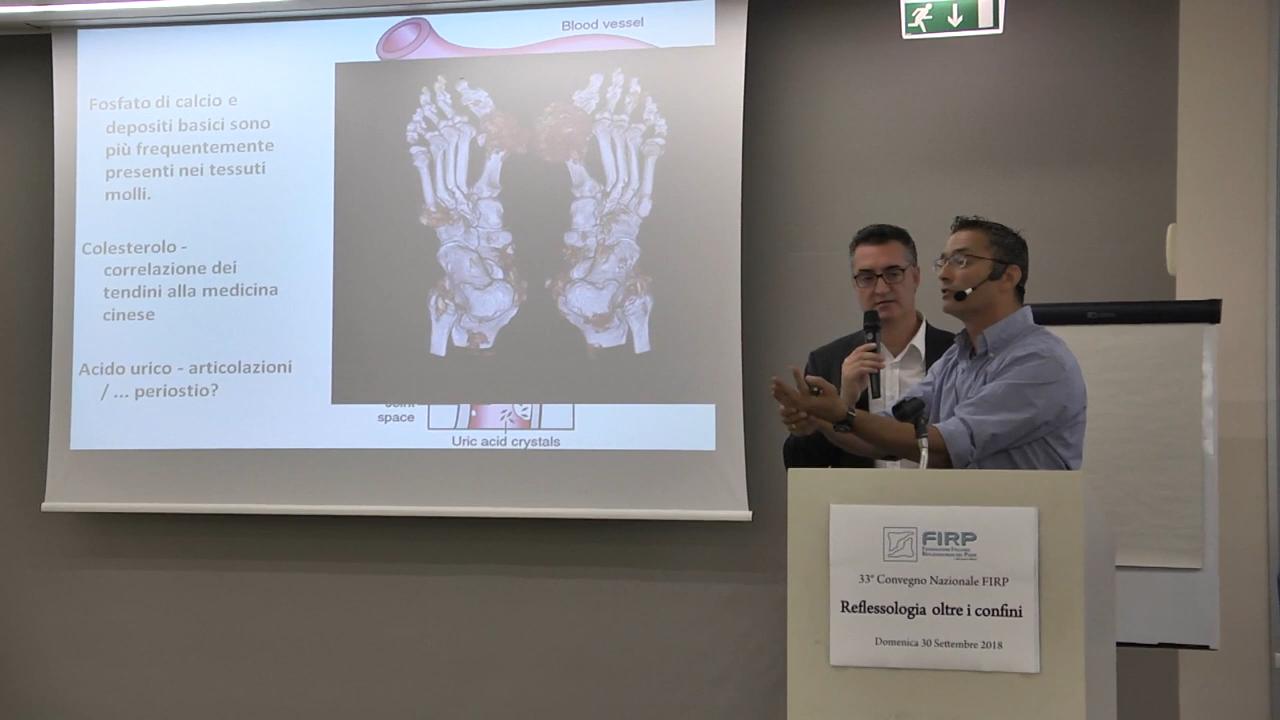 Blood vessel
Fosfato di calcio e
depositi basici sono
più frequentemente
presenti nei tessuti
molli.
Colesterolo -
correlazione dei
tendini alla medicina
cinese
Acido urico - articolazioni
/ ... periostio?
space
Uric acid crystals
FIRP
33° Convegno Nazionale FIRP
Reflessologia oltre i confini
Domenica 30 Settembre 2018